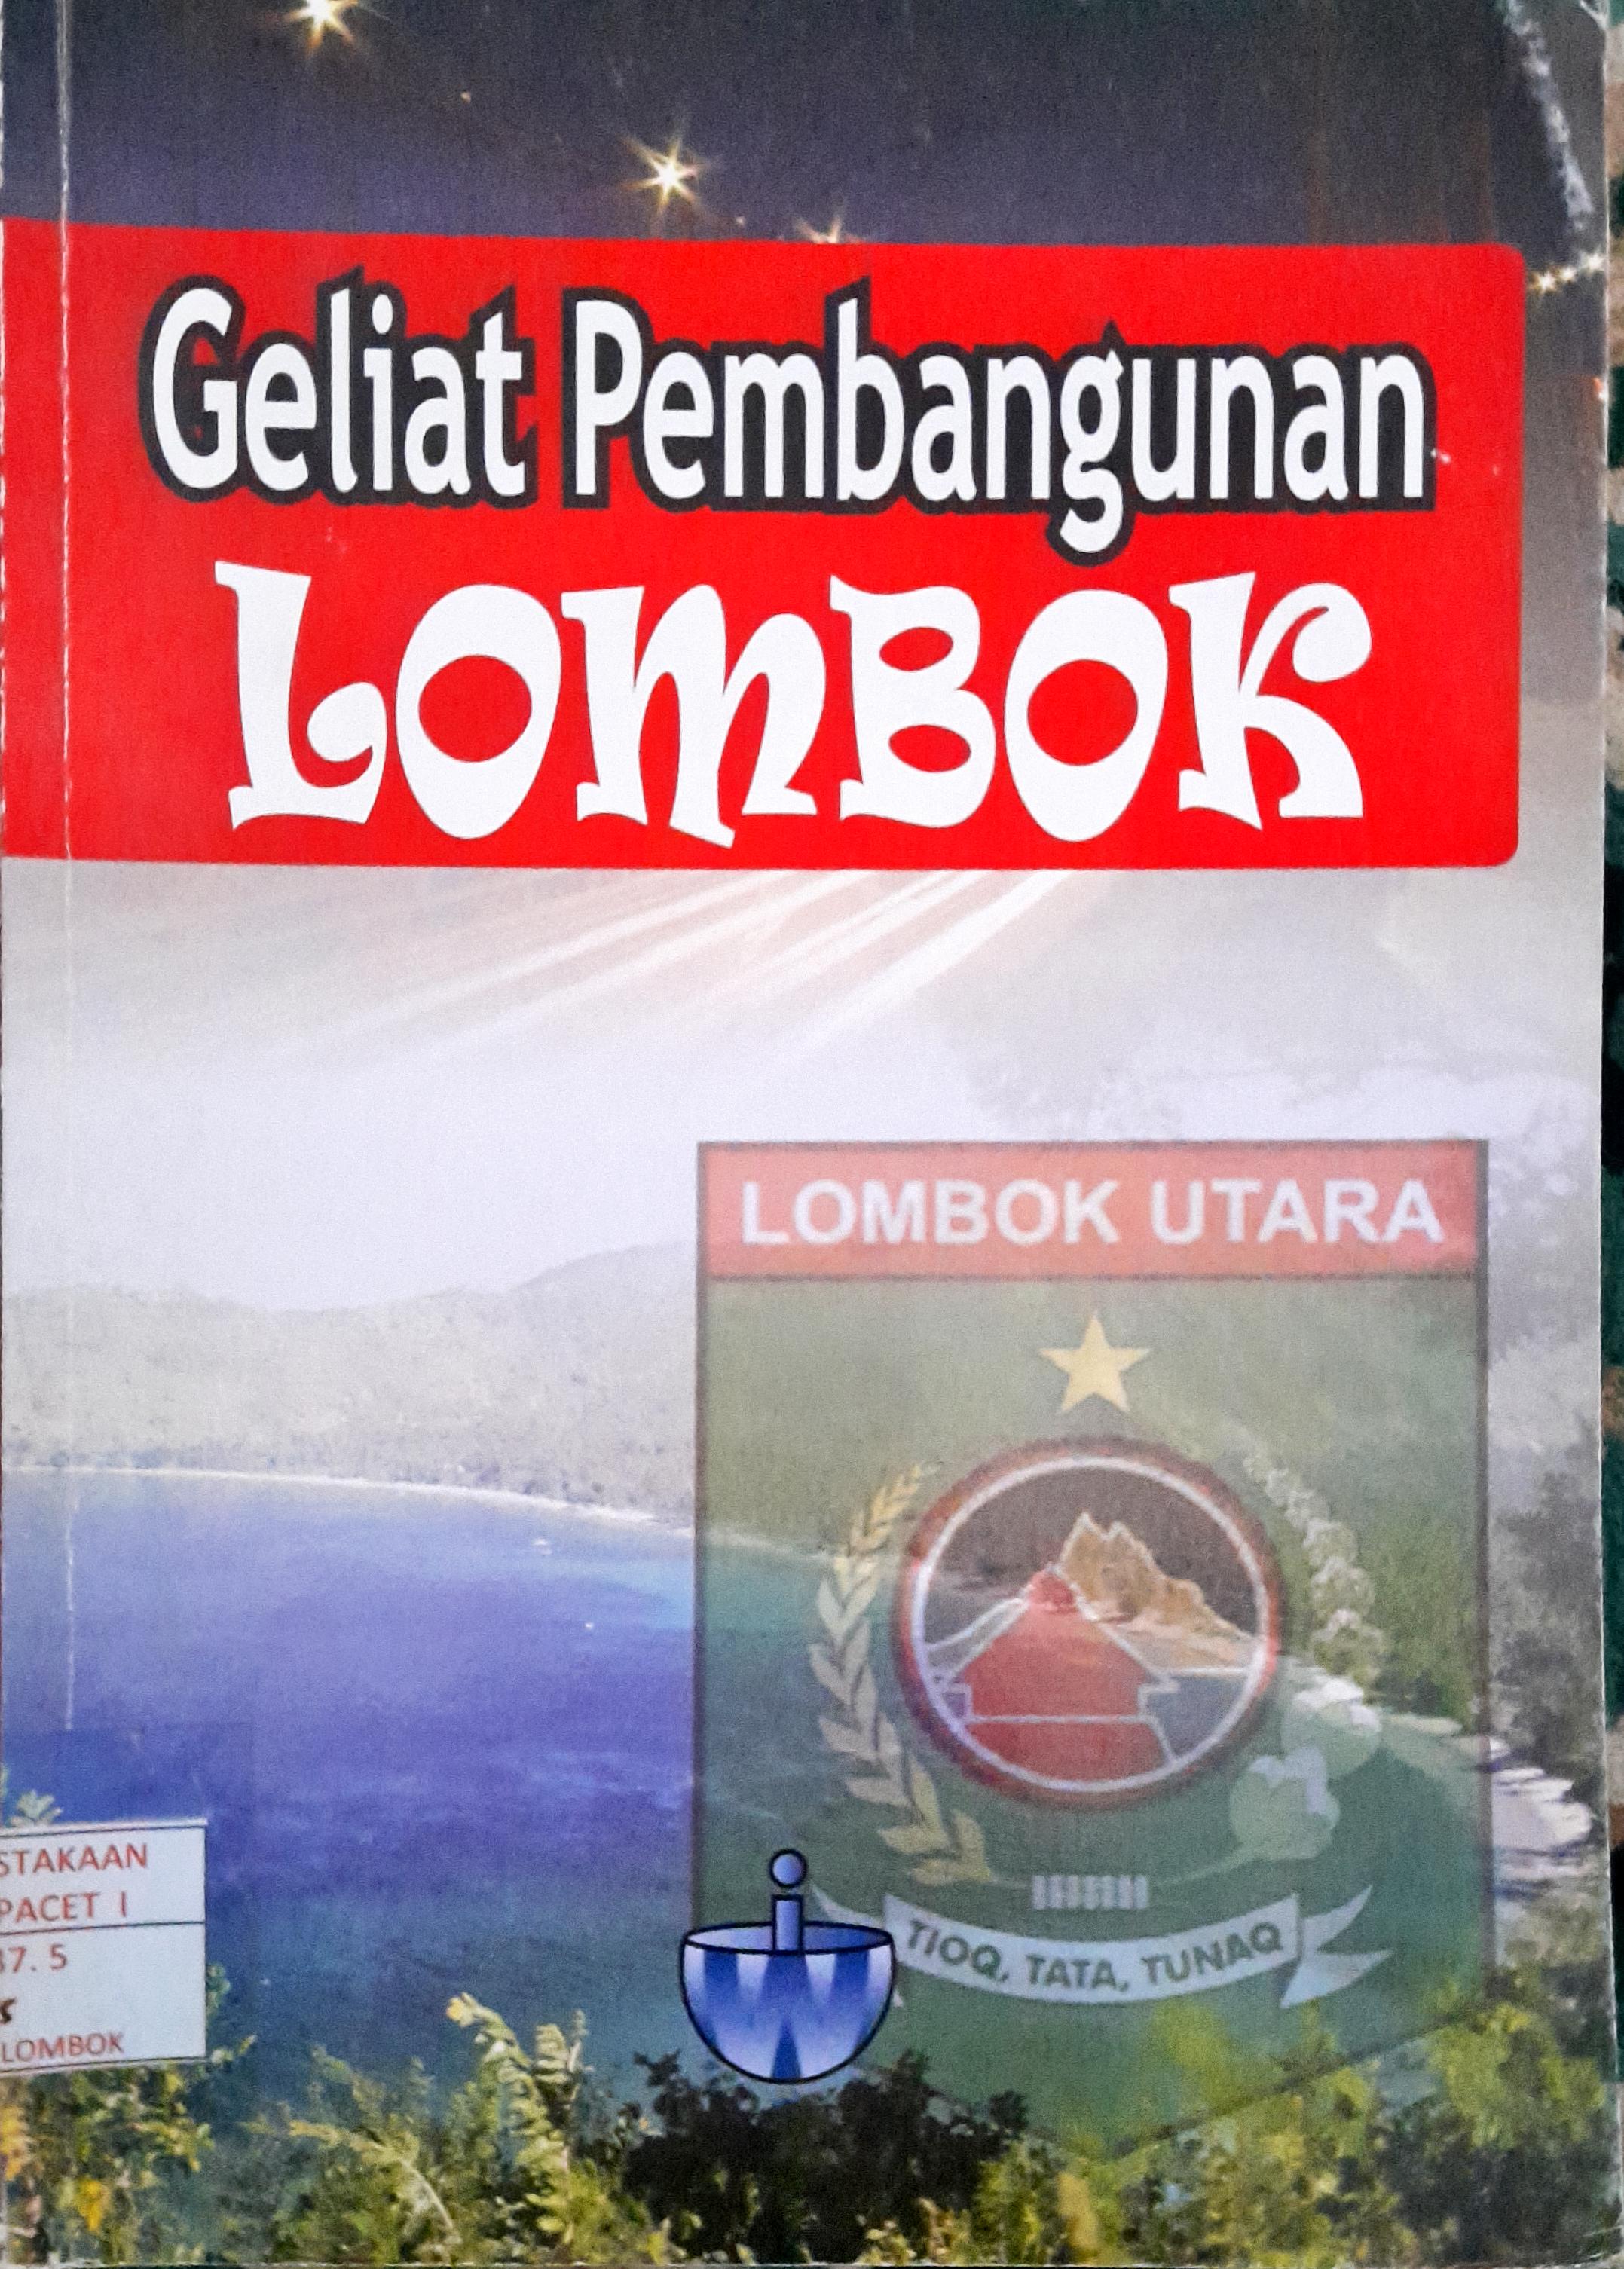 Geliat Pembangunan
LOMBOK
LOMBOK UTARA
TIOQ, TATA, TUNAQ
STAKAAN
PACET I
37.5
s
LOMBOK